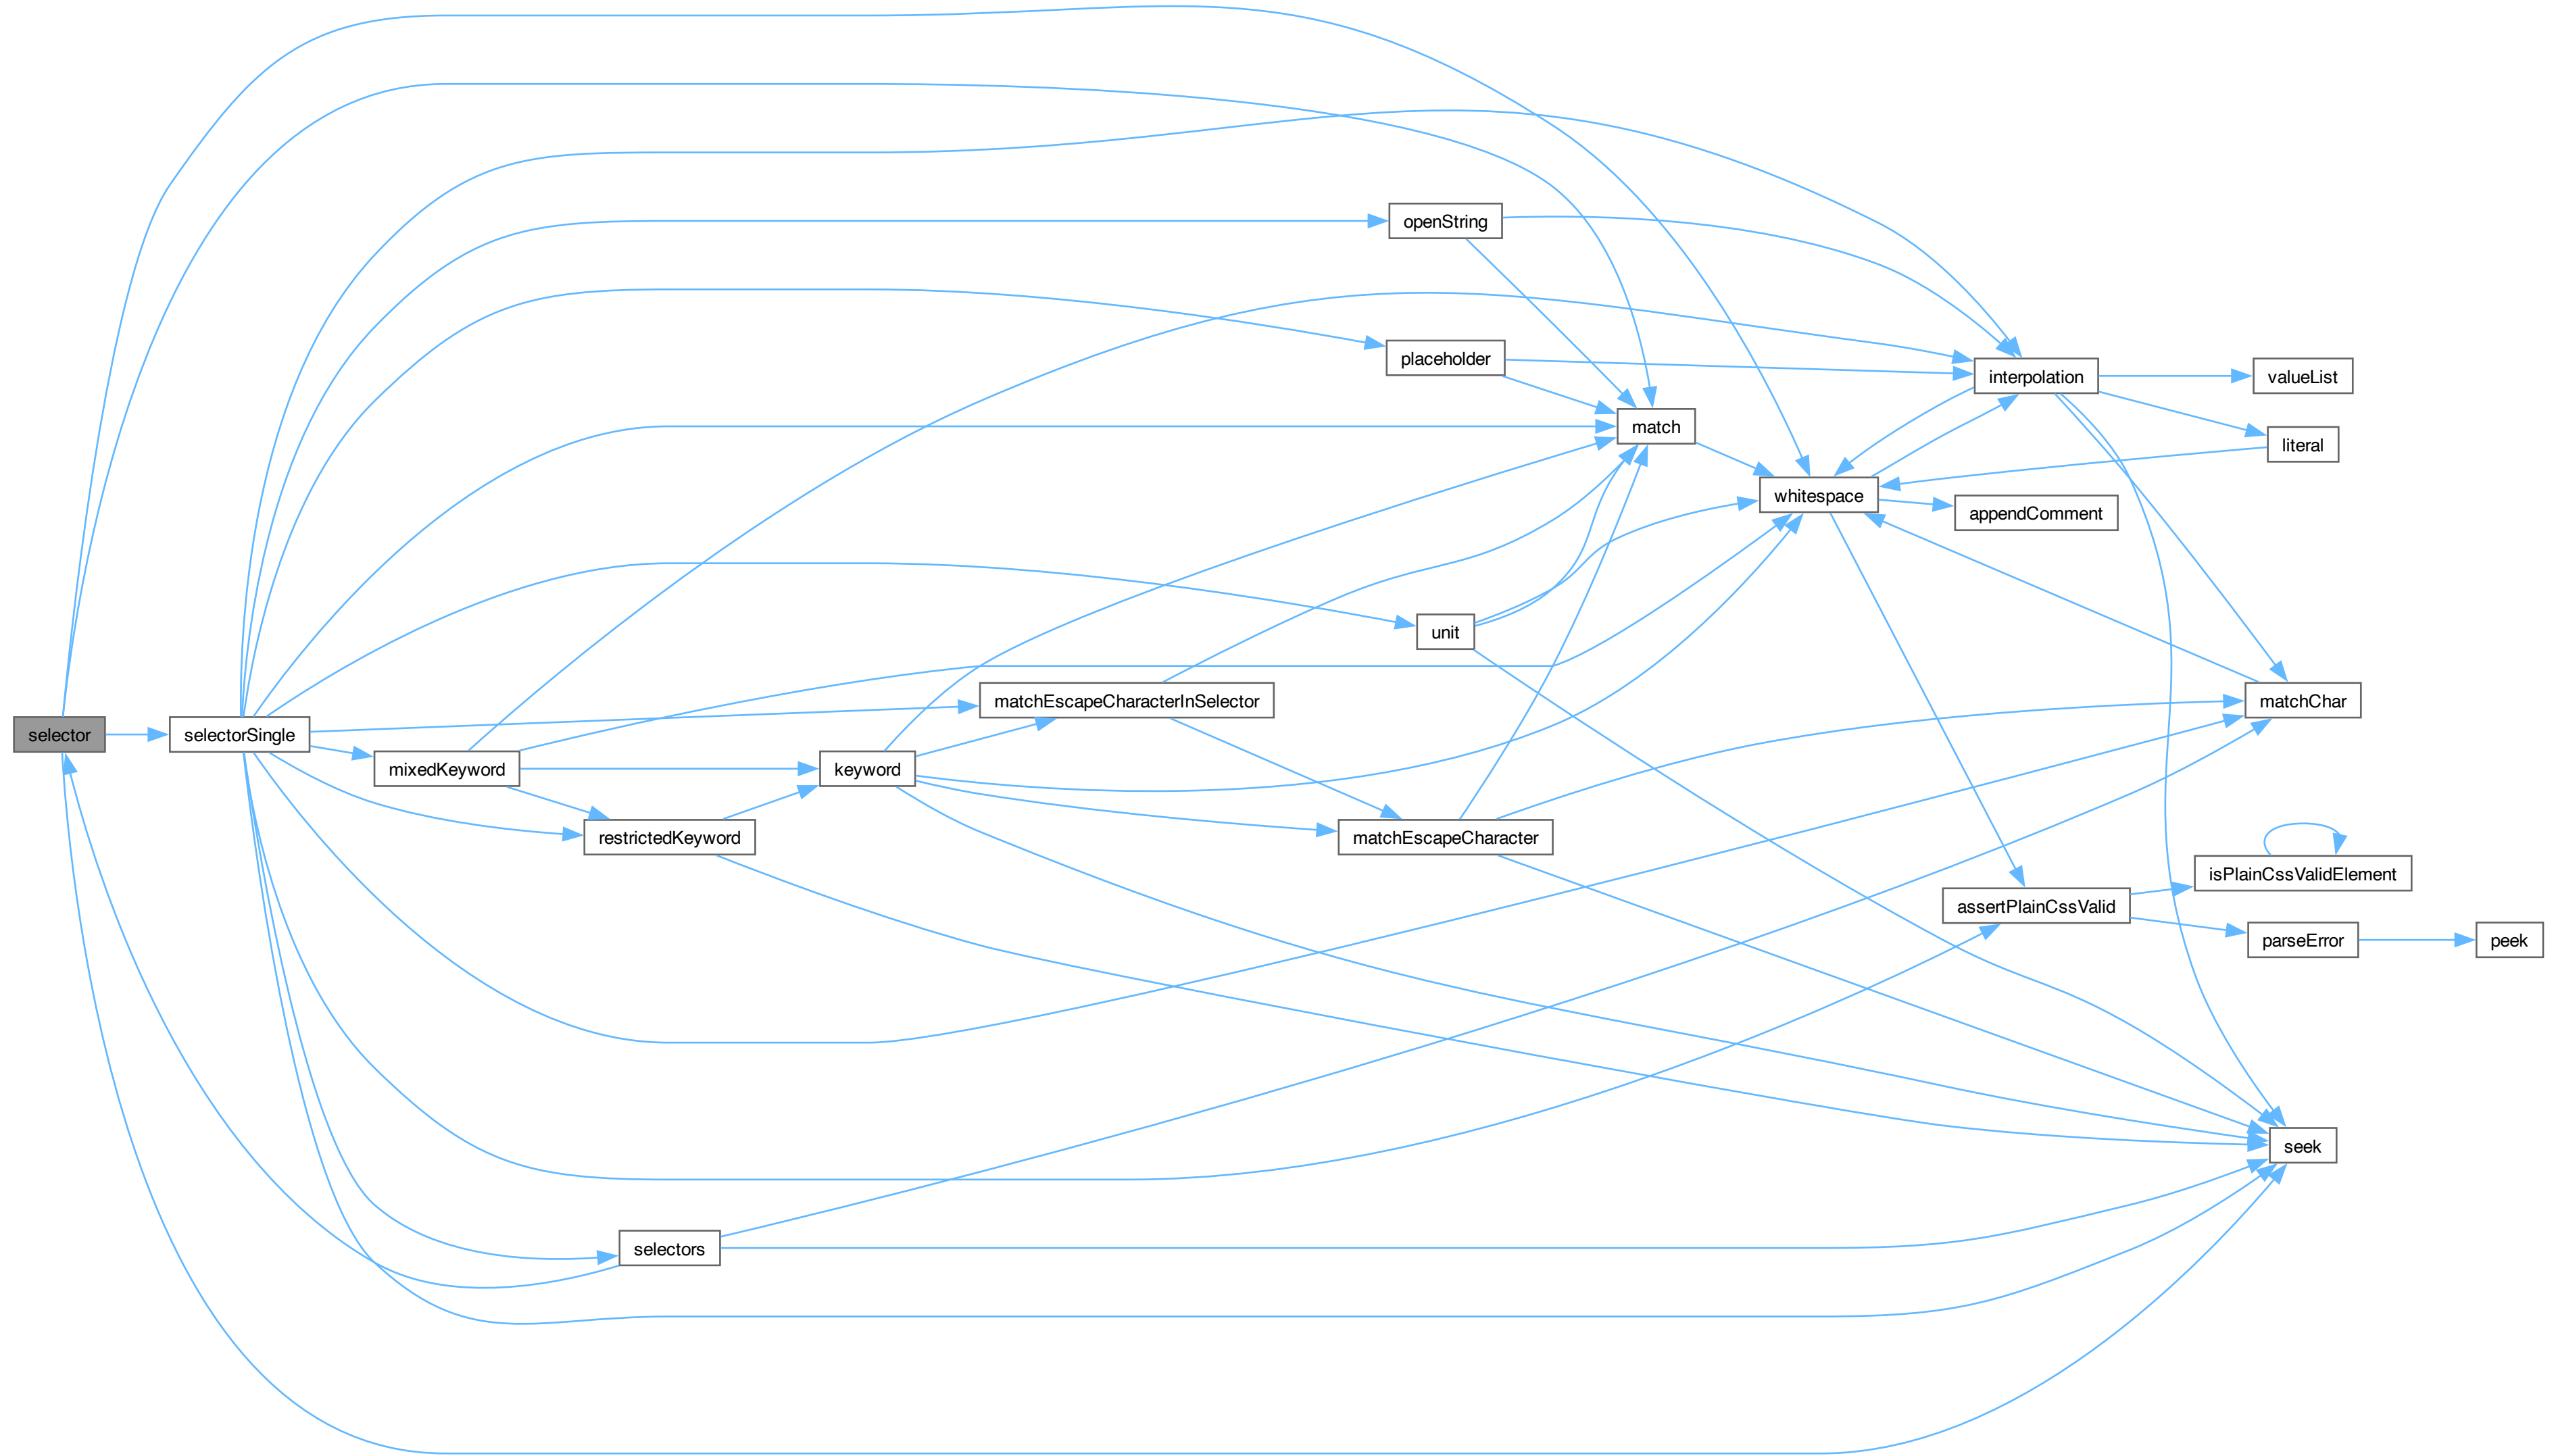 openString
placeholder
interpolation
valueList
match
literal
whitespace
appendComment
unit
matchEscapeCharacterInSelector
matchChar
selector
selectorSingle
mixedKeyword
keyword
restrictedKeyword
matchEscapeCharacter
isPlainCssValidElement
assertPlainCssValid
parseError
peek
seek
selectors